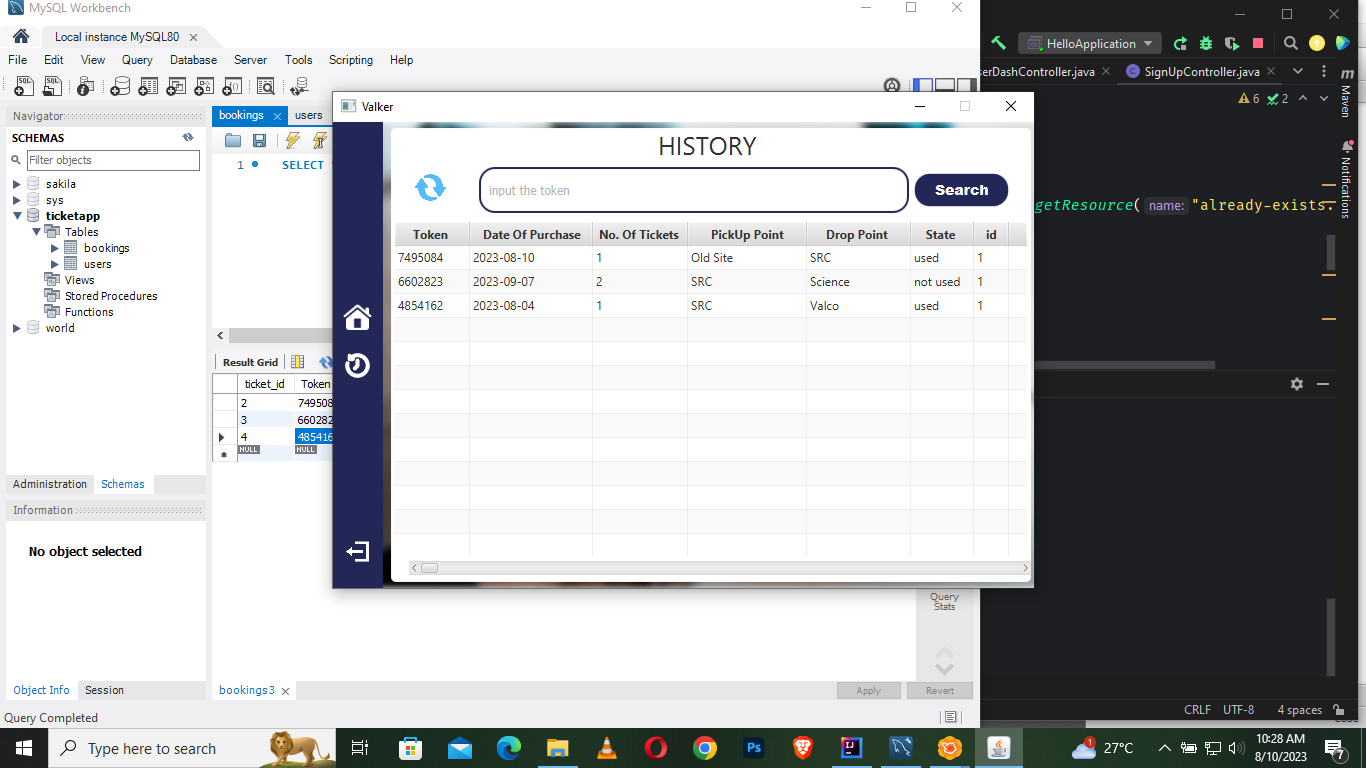 MySQL Workbench
Local instance MySQL80
File Edit View Query Database Server Tools Scripting Help
HelloApplication
serDashController.java SignUpController.java
6 2
Maven
Notifications
Navigator
SCHEMAS
Filter objects
sakila
sys
ticketapp
Tables
bookings
users
Views
Stored Procedures
Functions
world
Administration Schemas
Information
No object selected
Object Info Session
Query Completed
bookings users
1 SELECT
Result Grid
ticket_id Token
2 749508
3 660282
4 485416
NULL NULL
Valker
HISTORY
input the token
Search
Token Date Of Purchase No. Of Tickets PickUp Point Drop Point State id
7495084 2023-08-10 1 Old Site SRC used 1
6602823 2023-09-07 2 SRC Science not used 1
4854162 2023-08-04 1 SRC Valco used 1
getResource( name: "already-exists.
Query
Stats
bookings3
Apply Revert
CRLF UTF-8 4 spaces
Type here to search
Ps
IJ
1 27°C
10:28 AM
8/10/2023
7